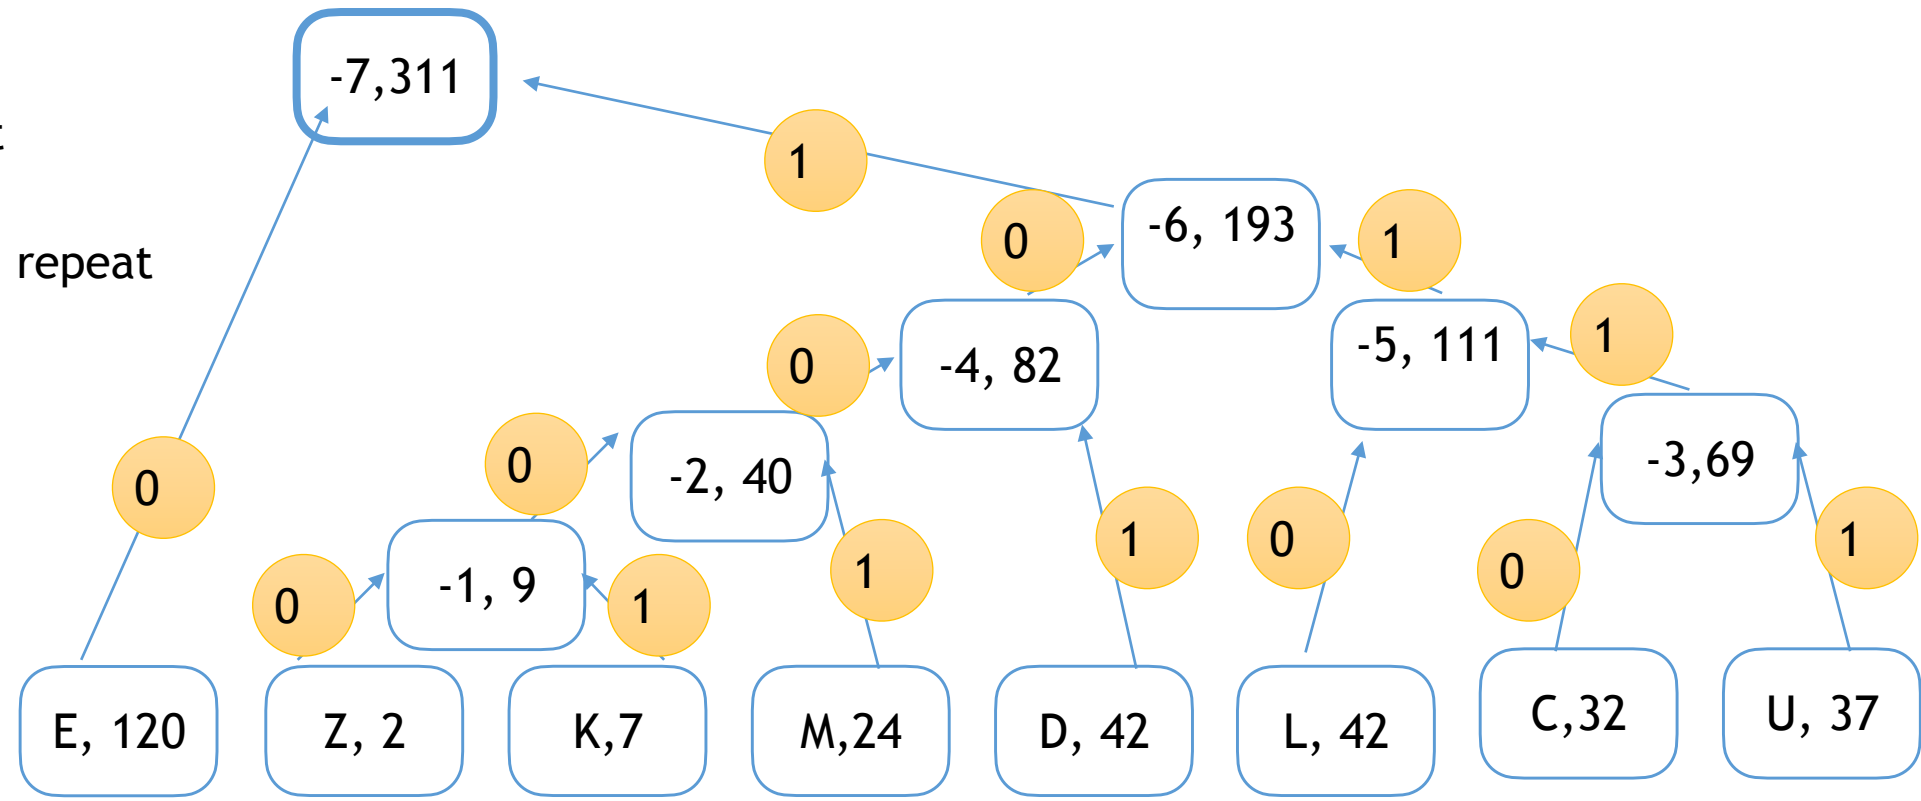 -7,311
t
1
-6, 193
0
1
repeat
-5, 111
1
-4, 82
0
-3,69
0
-2, 40
0
0
1
1
0
1
-1, 9
0
0
1
E, 120
Z, 2
K,7
M,24
D, 42
L, 42
C,32
U, 37